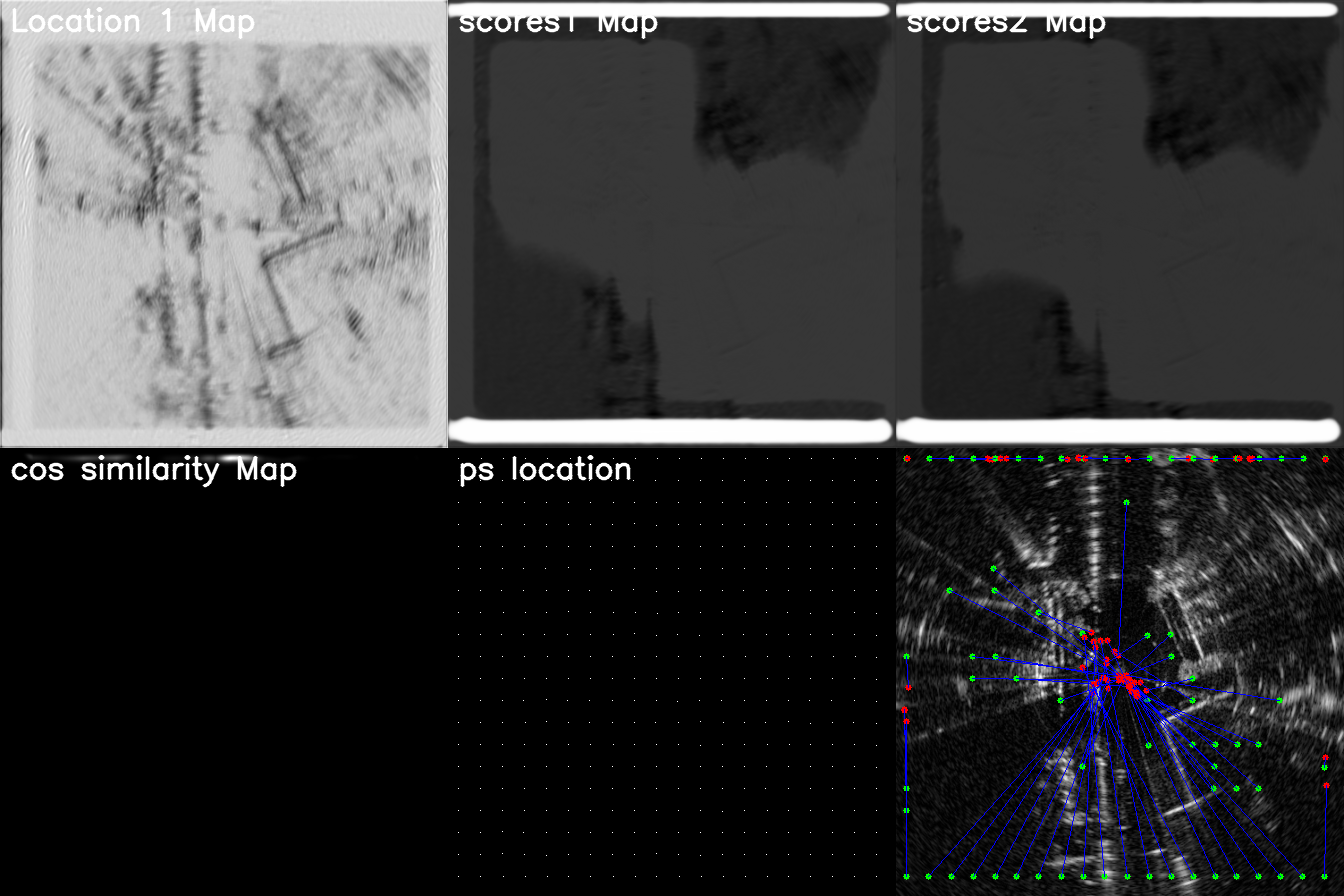 Location 1 Map
scores1 Map
scores2 Map
cos similarity Map
ps location